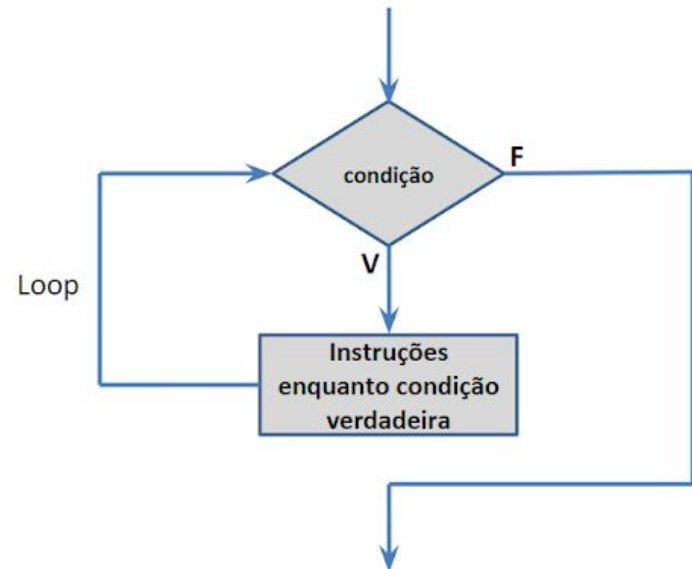 condição
F
V
Loop
Instruções
enquanto condição
verdadeira